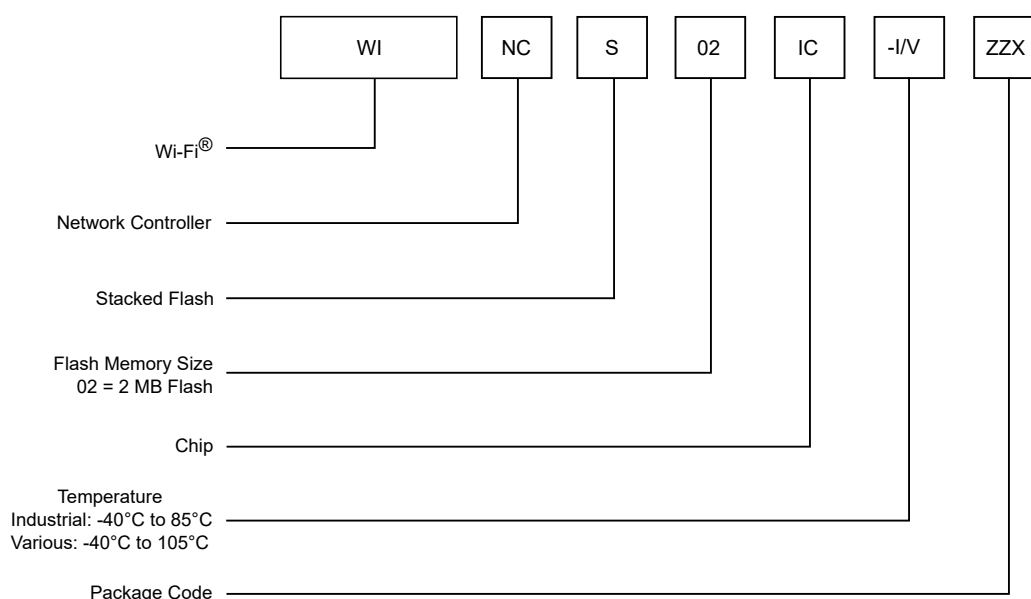 WI NC S 02 IC -I/V ZZX
Wi-Fi®
Network Controller
Stacked Flash
Flash Memory Size
02 = 2 MB Flash
Chip
Temperature
Industrial: -40°C to 85°C
Various: -40°C to 105°C
Package Code